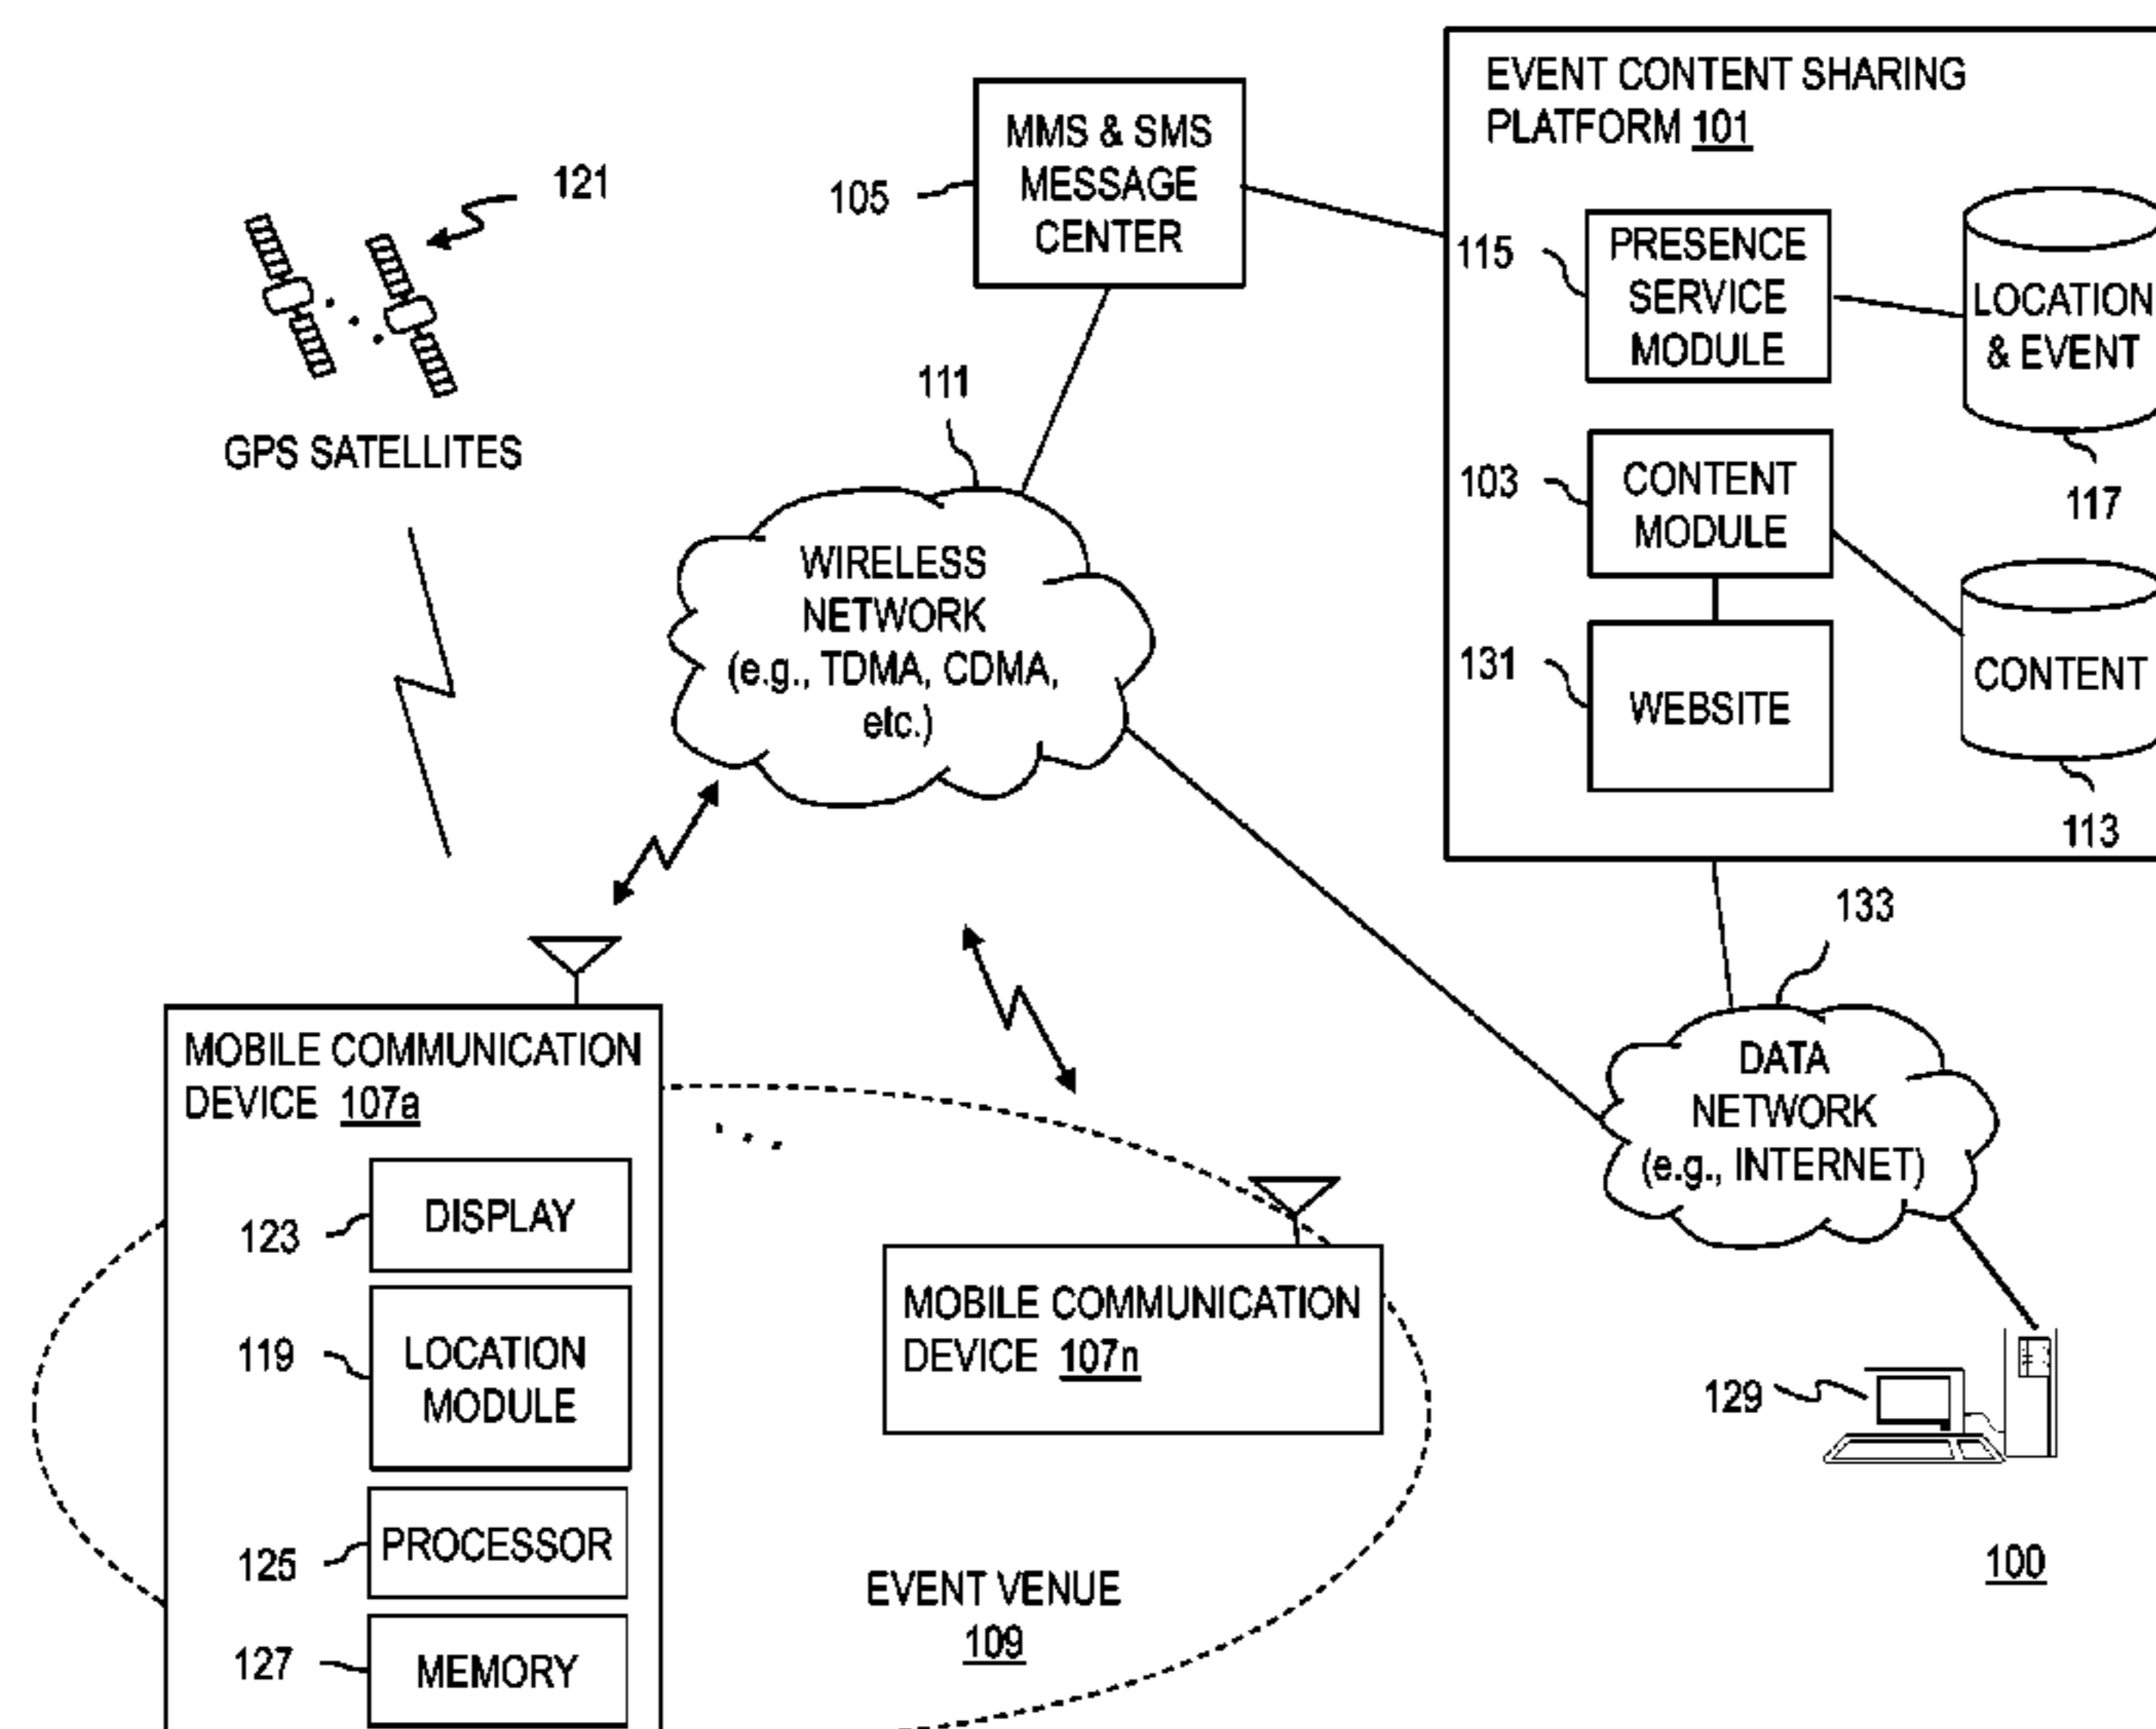 EVENT CONTENT SHARING
PLATFORM 101
MMS & SMS
MESSAGE
CENTER
105
121
GPS SATELLITES
115
PRESENCE
SERVICE
MODULE
LOCATION
& EVENT
117
111
103
CONTENT
MODULE
WIRELESS
NETWORK
(e.g., TDMA, CDMA,
etc.)
131
WEBSITE
CONTENT
113
133
DATA
NETWORK
(e.g., INTERNET)
MOBILE COMMUNICATION
DEVICE 107a
123
DISPLAY
119
LOCATION
MODULE
125
PROCESSOR
127
MEMORY
MOBILE COMMUNICATION
DEVICE 107n
129
EVENT VENUE
109
100